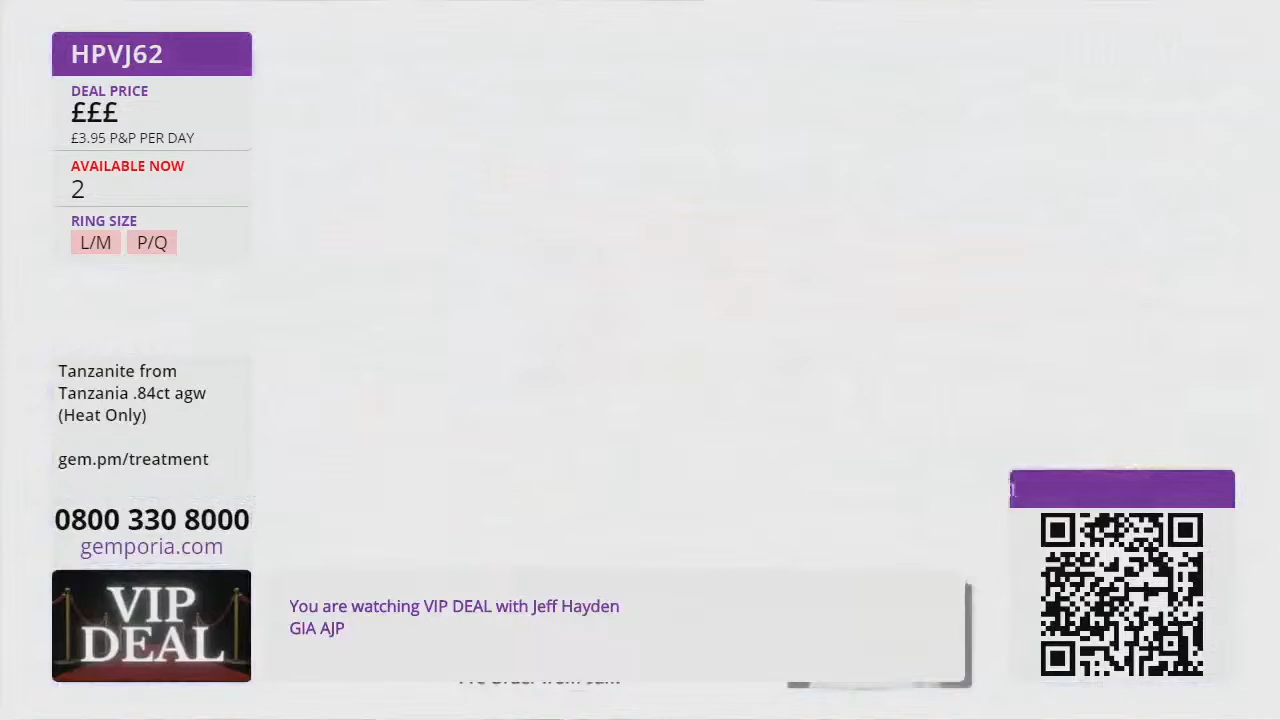 HPVJ62
DEAL PRICE
£££
£3.95 P&P PER DAY
AVAILABLE NOW
2
RING SIZE
L/M P/Q
Tanzanite from
Tanzania .84ct agw
(Heat Only)
gem.pm/treatment
0800 330 8000
gemporia.com
VIP
DEAL
You are watching VIP DEAL with Jeff Hayden
GIA AJP